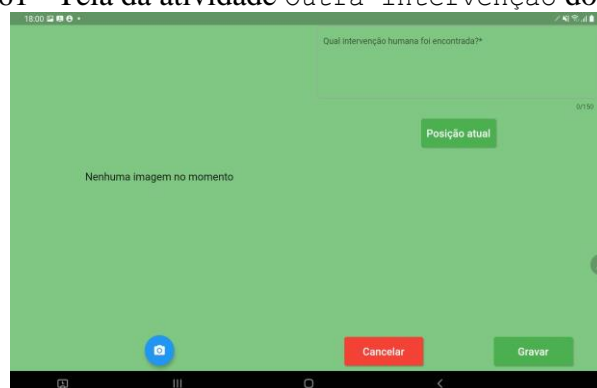 Tela da atividade Outra intervenção do
18:00
Qual intervenção humana foi encontrada?*
0/150
Posição atual
Nenhuma imagem no momento
Cancelar
Gravar